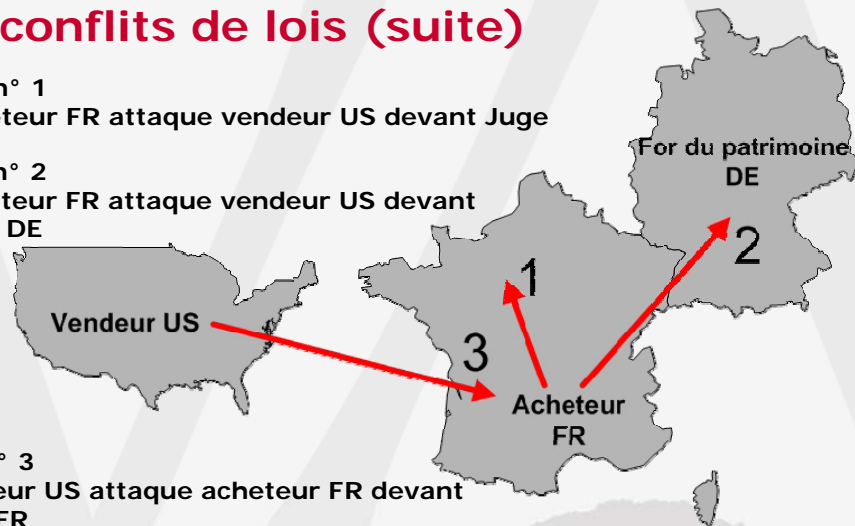 conflits de lois (suite)
n° 1
eteur FR attaque vendeur US devant Juge
n° 2
teur FR attaque vendeur US devant
DE
For du patrimoine
DE
1
2
Vendeur US
3
Acheteur
FR
° 3
eur US attaque acheteur FR devant
FR